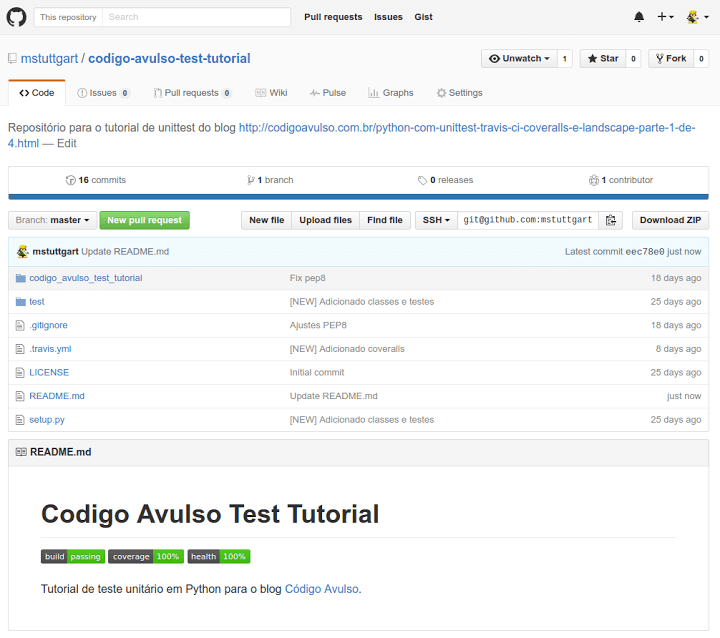 This repository Search Pull requests Issues Gist
mstuttgart / codigo-avulso-test-tutorial Unwatch 1 Star 0 Fork 0
Code Issues 0 Pull requests 0 Wiki Pulse Graphs Settings
Repositório para o tutorial de unittest do blog http://codigoavulso.com.br/python-com-unittest-travis-ci-coveralls-e-landscape-parte-1-de-
4.html — Edit
16 commits 1 branch 0 releases 1 contributor
Branch: master New pull request New file Upload files Find file SSH git@github.com:mstuttgart Download ZIP
mstuttgart Update README.md Latest commit eec78e0 just now
codigo_avulso_test_tutorial Fix pep8 18 days ago
test [NEW] Adicionado classes e testes 25 days ago
.gitignore Ajustes PEP8 18 days ago
.travis.yml [NEW] Adicionado coveralls 8 days ago
LICENSE Initial commit 25 days ago
README.md Update README.md just now
setup.py [NEW] Adicionado classes e testes 25 days ago
README.md
Codigo Avulso Test Tutorial
build passing coverage 100% health 100%
Tutorial de teste unitário em Python para o blog Código Avulso.